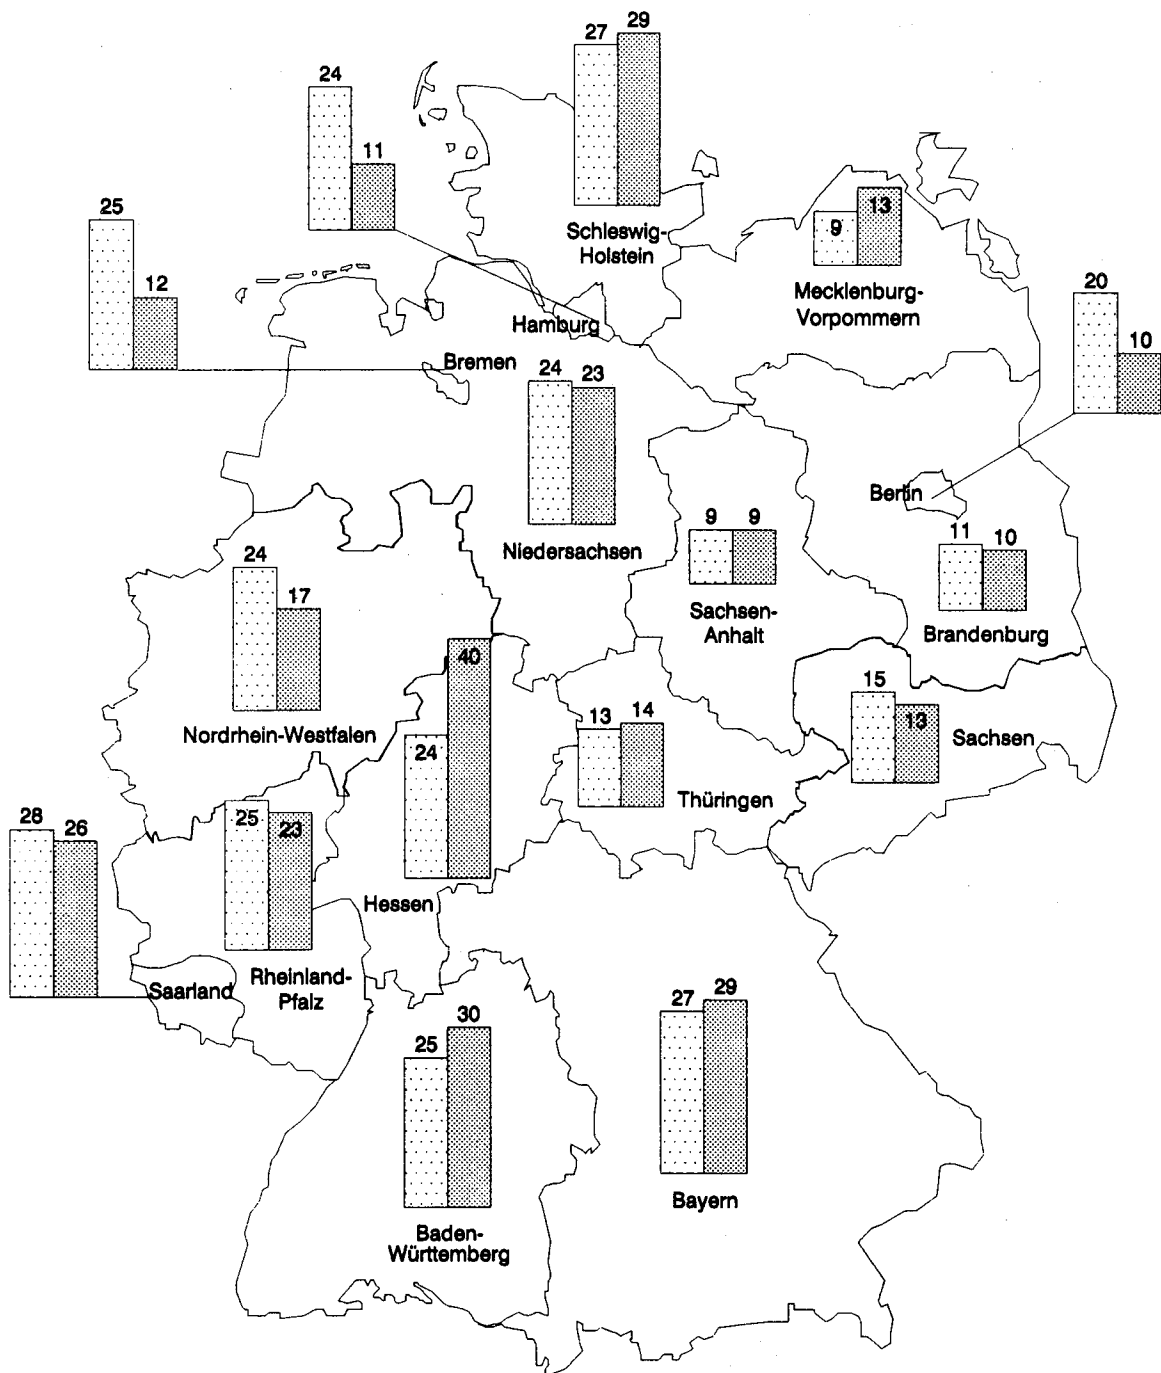 27 29
24
11
Schleswig-
Holstein
25
12
9 13
Mecklenburg-
Vorpommern
20
10
Hamburg
Bremen
24 23
Niedersachsen
Berlin
9 9
Sachsen-
Anhalt
11 10
Brandenburg
24
17
Nordrhein-Westfalen
40
24
Hessen
13 14
Thüringen
15
13
Sachsen
28 26
Saarland
25 23
Rheinland-
Pfalz
30
25
Baden-
Württemberg
27 29
Bayern